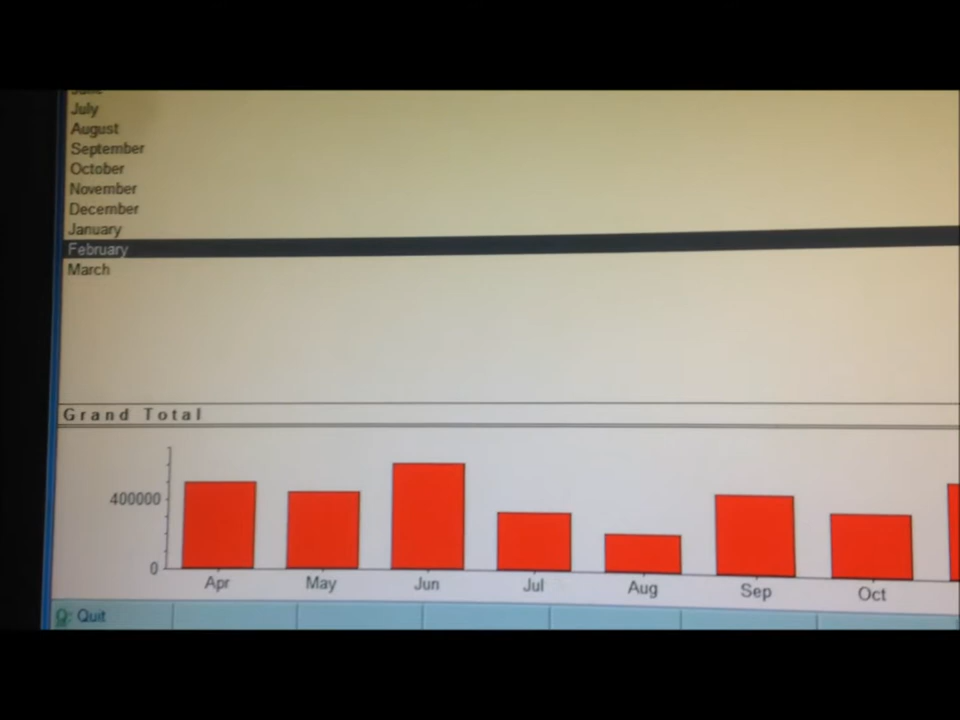 June
July
August
September
October
November
December
January
February
March
Grand Total
400000
0
Apr May Jun Jul Aug Sep Oct
Q: Quit